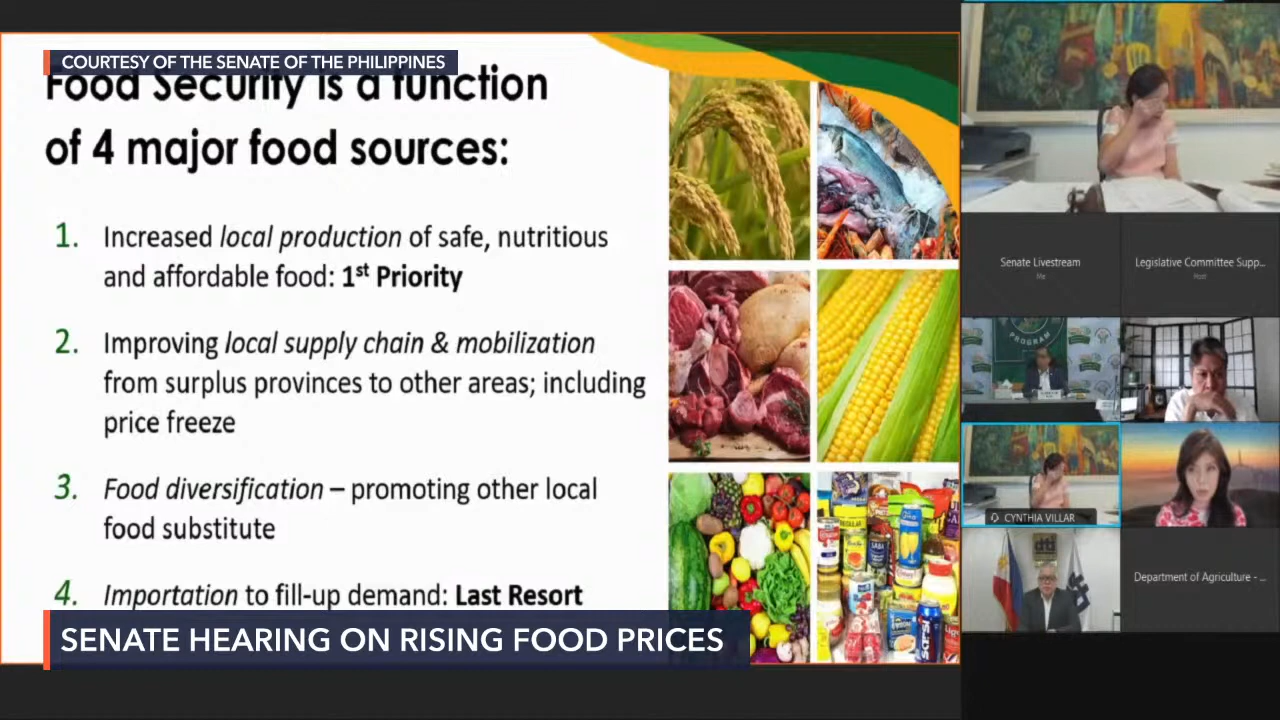 COURTESY OF THE SENATE OF THE PHILIPPINES
Food Security is a function
of 4 major food sources:
1. Increased local production of safe, nutritious
and affordable food: 1st Priority
2. Improving local supply chain & mobilization
from surplus provinces to other areas; including
price freeze
3. Food diversification – promoting other local
food substitute
4. Importation to fill-up demand: Last Resort
SENATE HEARING ON RISING FOOD PRICES
Senate Livestream
Me
Legislative Committee Supp...
Host
PROGRAM
CYNTHIA VILLAR
dti
Department of Agriculture - ...